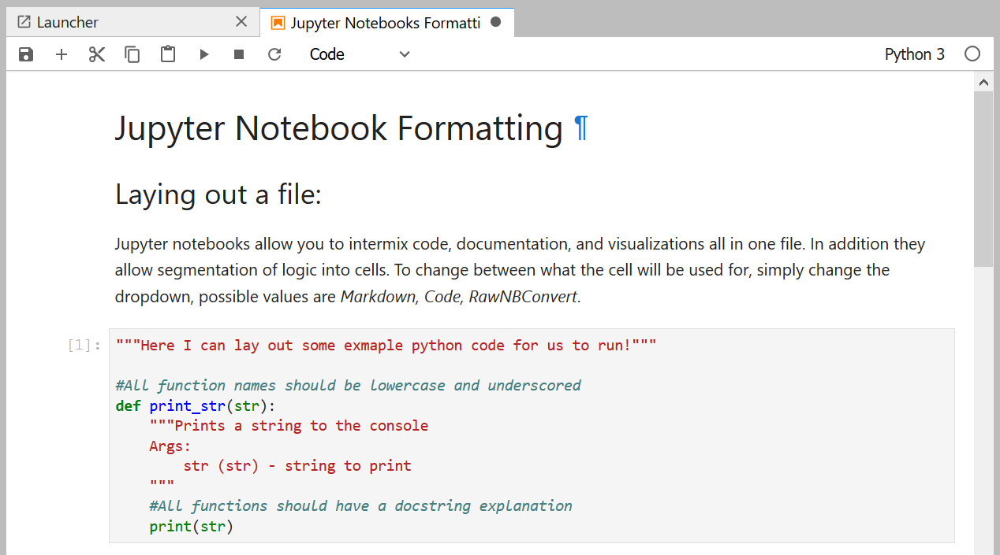 Launcher
Jupyter Notebooks Formatti
Code
Python 3
Jupyter Notebook Formatting ¶
Laying out a file:
Jupyter notebooks allow you to intermix code, documentation, and visualizations all in one file. In addition they
allow segmentation of logic into cells. To change between what the cell will be used for, simply change the
dropdown, possible values are Markdown, Code, RawNBConvert.
[1]: """Here I can lay out some exmaple python code for us to run!"""
#All function names should be lowercase and underscored
def print_str(str):
    """Prints a string to the console
    Args:
        str (str) - string to print
    """
    #All functions should have a docstring explanation
    print(str)